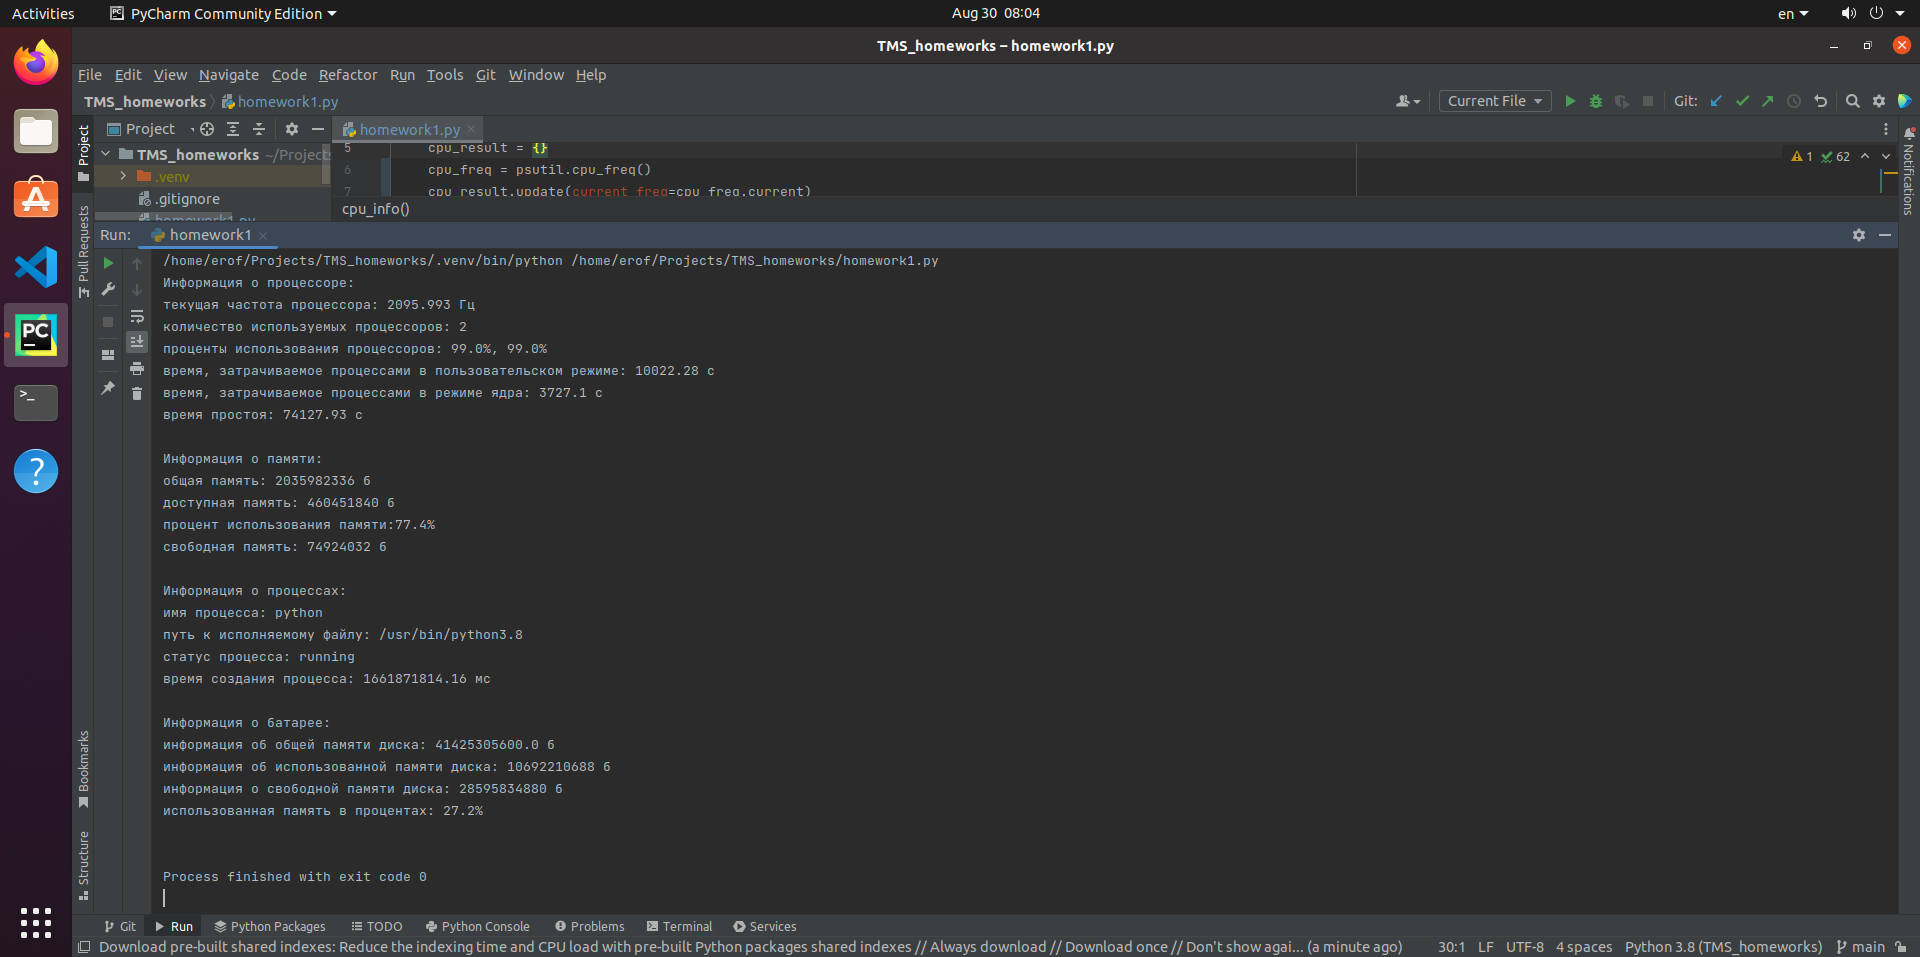 Activities PyCharm Community Edition Aug 30 08:04 en
TMS_homeworks – homework1.py
File Edit View Navigate Code Refactor Run Tools Git Window Help
TMS_homeworks homework1.py Current File Git:
Project homework1.py
TMS_homeworks ~/Projects
.venv
.gitignore
homework1.py
5 cpu_result = {}
6 cpu_freq = psutil.cpu_freq()
7 cpu_result.update(current_freq=cpu_freq.current)
1 62
cpu_info()
Project
Pull Requests
Bookmarks
Structure
Notifications
Run: homework1
/home/erof/Projects/TMS_homeworks/.venv/bin/python /home/erof/Projects/TMS_homeworks/homework1.py
Информация о процессоре:
текущая частота процессора: 2095.993 Гц
количество используемых процессоров: 2
проценты использования процессоров: 99.0%, 99.0%
время, затрачиваемое процессами в пользовательском режиме: 10022.28 с
время, затрачиваемое процессами в режиме ядра: 3727.1 с
время простоя: 74127.93 с
Информация о памяти:
общая память: 2035982336 б
доступная память: 460451840 б
процент использования памяти:77.4%
свободная память: 74924032 б
Информация о процессах:
имя процесса: python
путь к исполняемому файлу: /usr/bin/python3.8
статус процесса: running
время создания процесса: 1661871814.16 мс
Информация о батарее:
информация об общей памяти диска: 41425305600.0 б
информация об использованной памяти диска: 10692210688 б
информация о свободной памяти диска: 28595834880 б
использованная память в процентах: 27.2%
Process finished with exit code 0
Git Run Python Packages TODO Python Console Problems Terminal Services
Download pre-built shared indexes: Reduce the indexing time and CPU load with pre-built Python packages shared indexes // Always download // Download once // Don't show agai... (a minute ago) 30:1 LF UTF-8 4 spaces Python 3.8 (TMS_homeworks) main